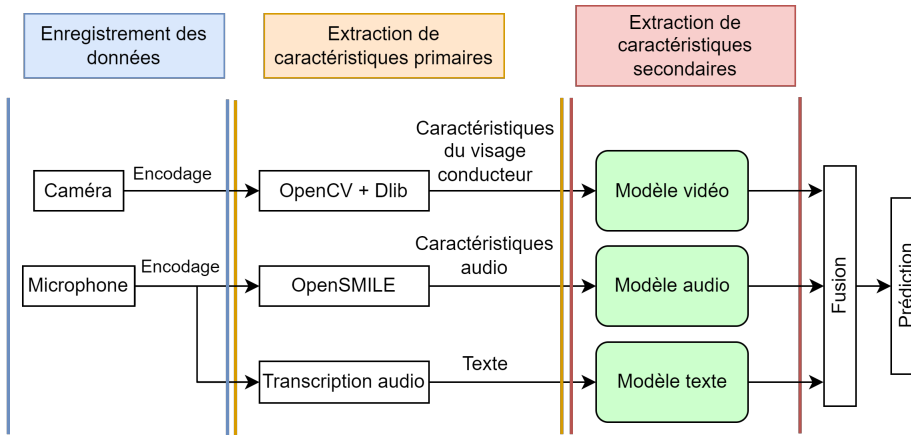 Enregistrement des
données
Extraction de
caractéristiques primaires
Extraction de
caractéristiques
secondaires
Caméra
Encodage
OpenCV + Dlib
Caractéristiques
du visage
conducteur
Modèle vidéo
Microphone
Encodage
OpenSMILE
Caractéristiques
audio
Modèle audio
Transcription audio
Texte
Modèle texte
Fusion
Prédiction